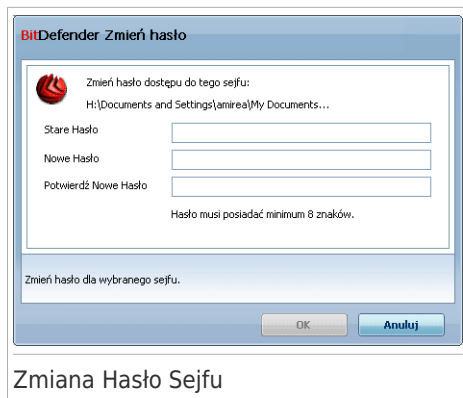 BitDefender Zmień hasło
Zmień hasło dostępu do tego sejfu:
H:\Documents and Settings\amirea\My Documents...
Stare Hasło
Nowe Hasło
Potwierdź Nowe Hasło
Hasło musi posiadać minimum 8 znaków.
Zmień hasło dla wybranego sejfu.
OK
Anuluj
Zmiana Hasło Sejfu